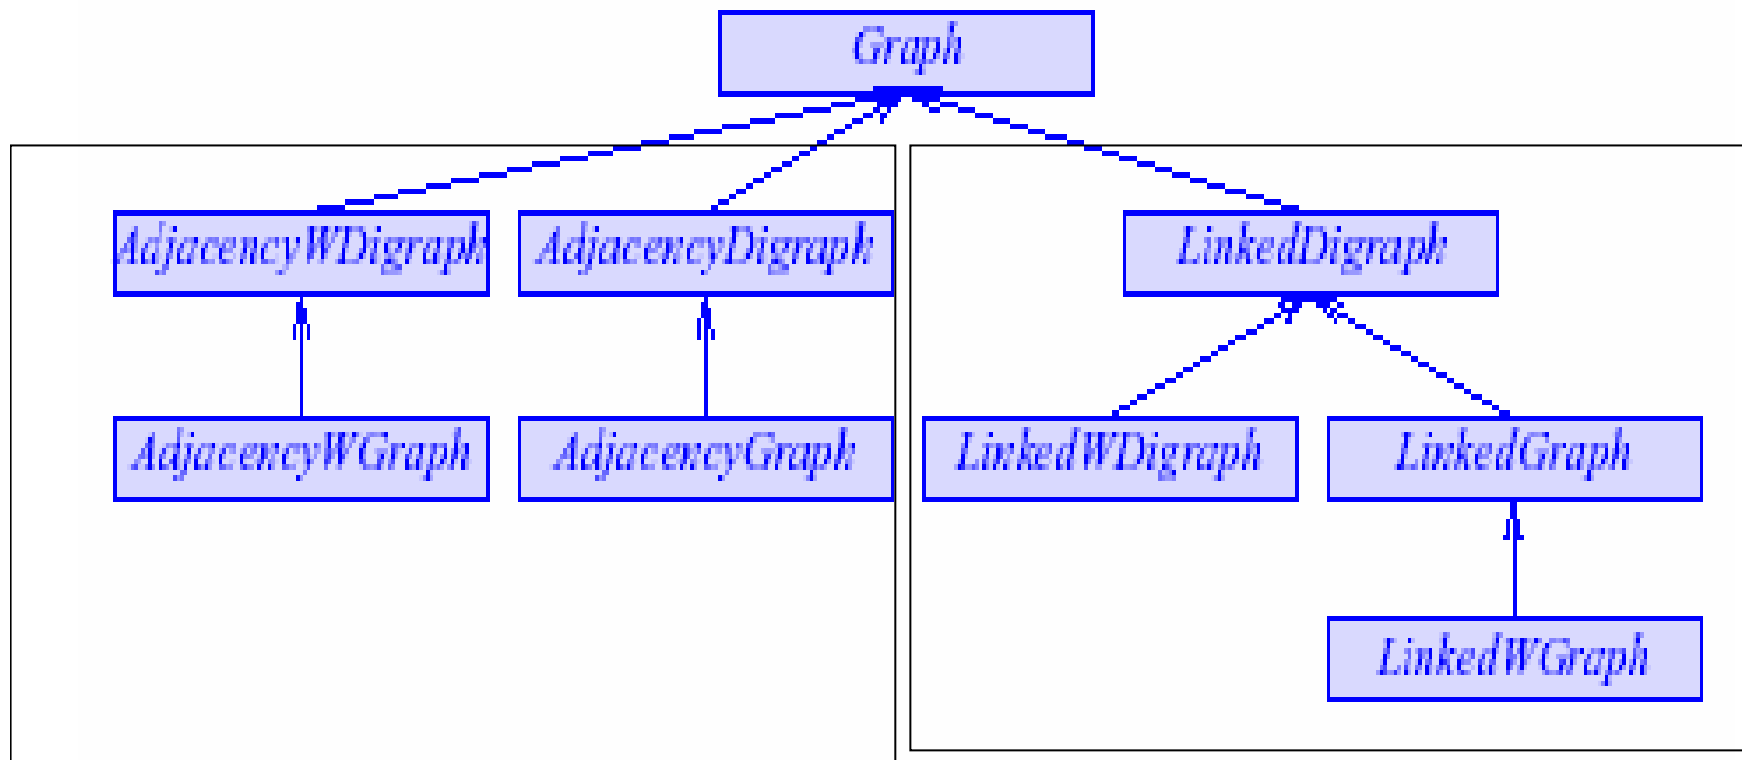 Graph
AdjacencyWDigraph
AdjacencyDigraph
LinkedDigraph
AdjacencyWGraph
AdjacencyGraph
LinkedWDigraph
LinkedGraph
LinkedWGraph